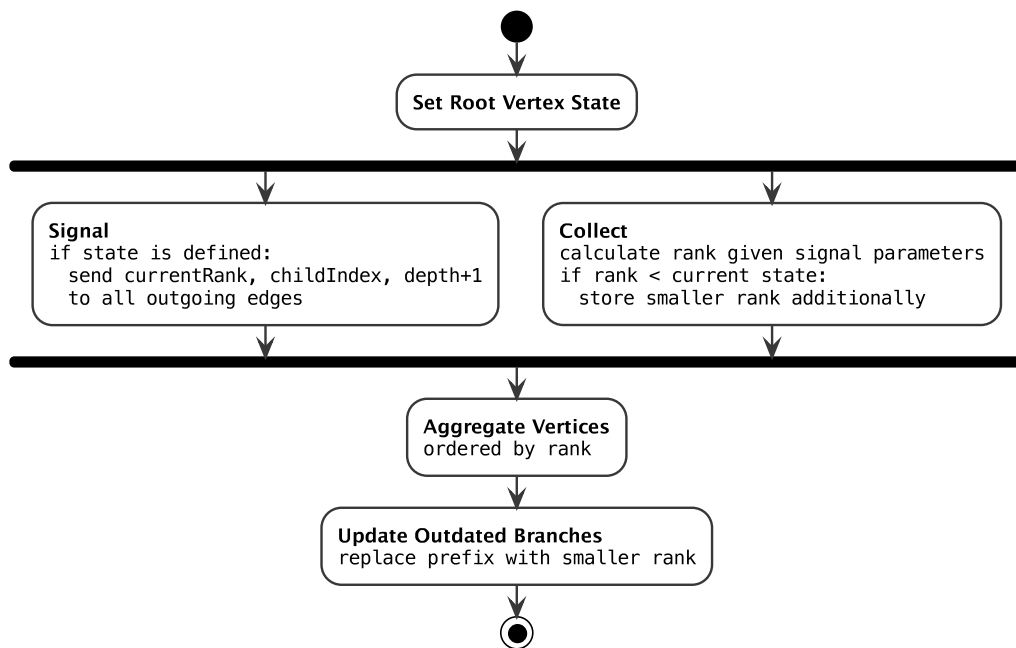 Set Root Vertex State
Signal
if state is defined:
send currentRank, childIndex, depth+1
to all outgoing edges
Collect
calculate rank given signal parameters
if rank < current state:
store smaller rank additionally
Aggregate Vertices
ordered by rank
Update Outdated Branches
replace prefix with smaller rank